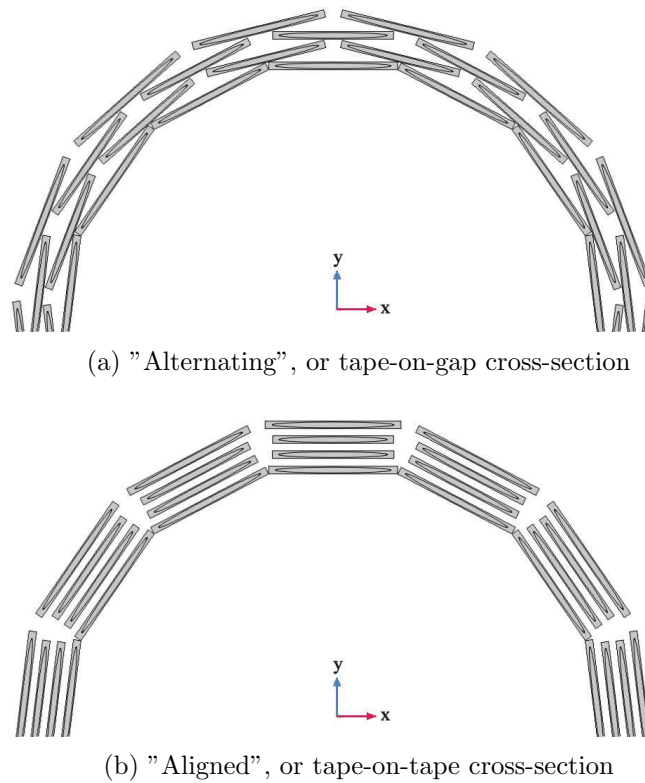 y
x
(a) ”Alternating”, or tape-on-gap cross-section
y
x
(b) ”Aligned”, or tape-on-tape cross-section